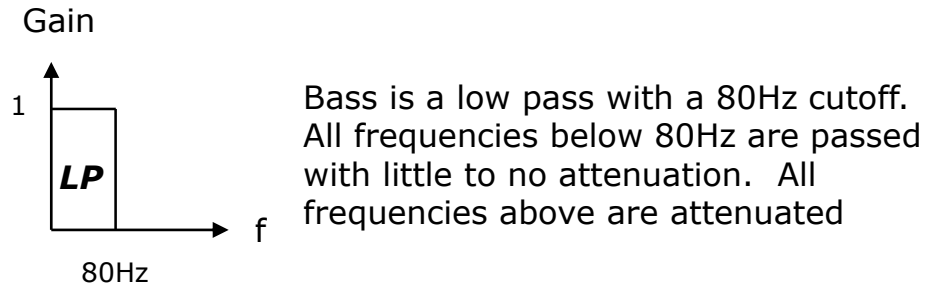 Gain
1
LP
f
80Hz
Bass is a low pass with a 80Hz cutoff.
All frequencies below 80Hz are passed
with little to no attenuation.  All
frequencies above are attenuated